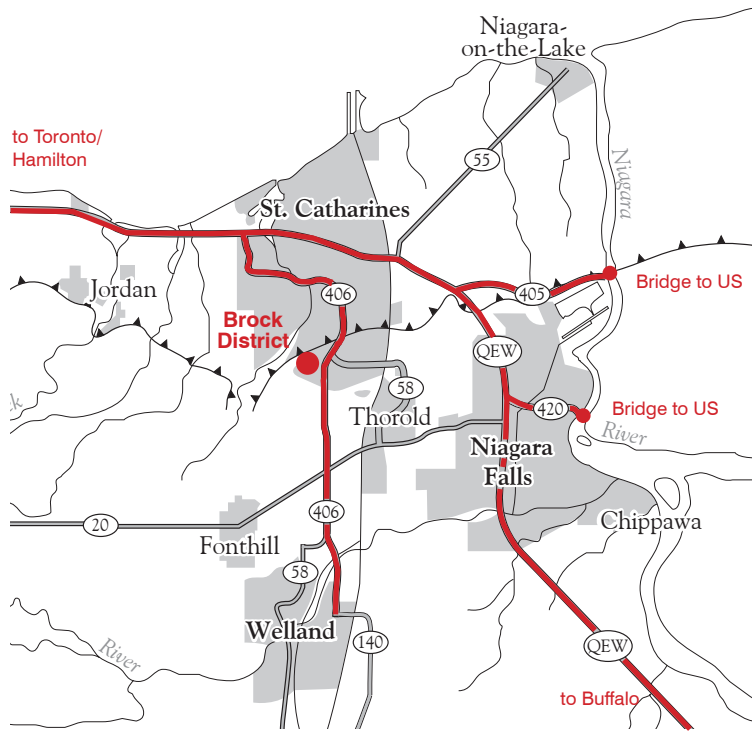 Niagara-
on-the-Lake
to Toronto/
Hamilton
55
Niagara
St. Catharines
406
405
Bridge to US
Jordan
Brock
District
QEW
58
420
Bridge to US
Thorold
River
Niagara
Falls
20
406
Chippawa
Fonthill
58
Welland
140
River
QEW
to Buffalo